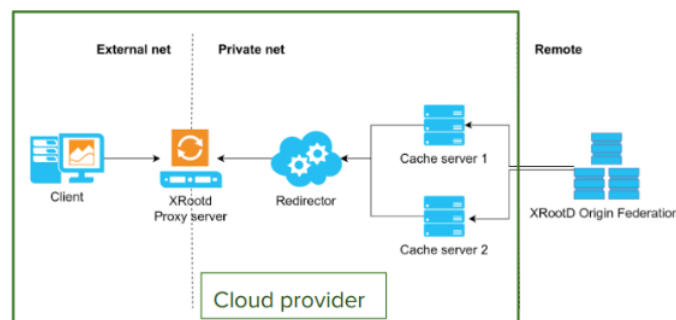 External net
Private net
Remote
Client
XRootd
Proxy server
Redirector
Cache server 1
Cache server 2
XRootD Origin Federation
Cloud provider